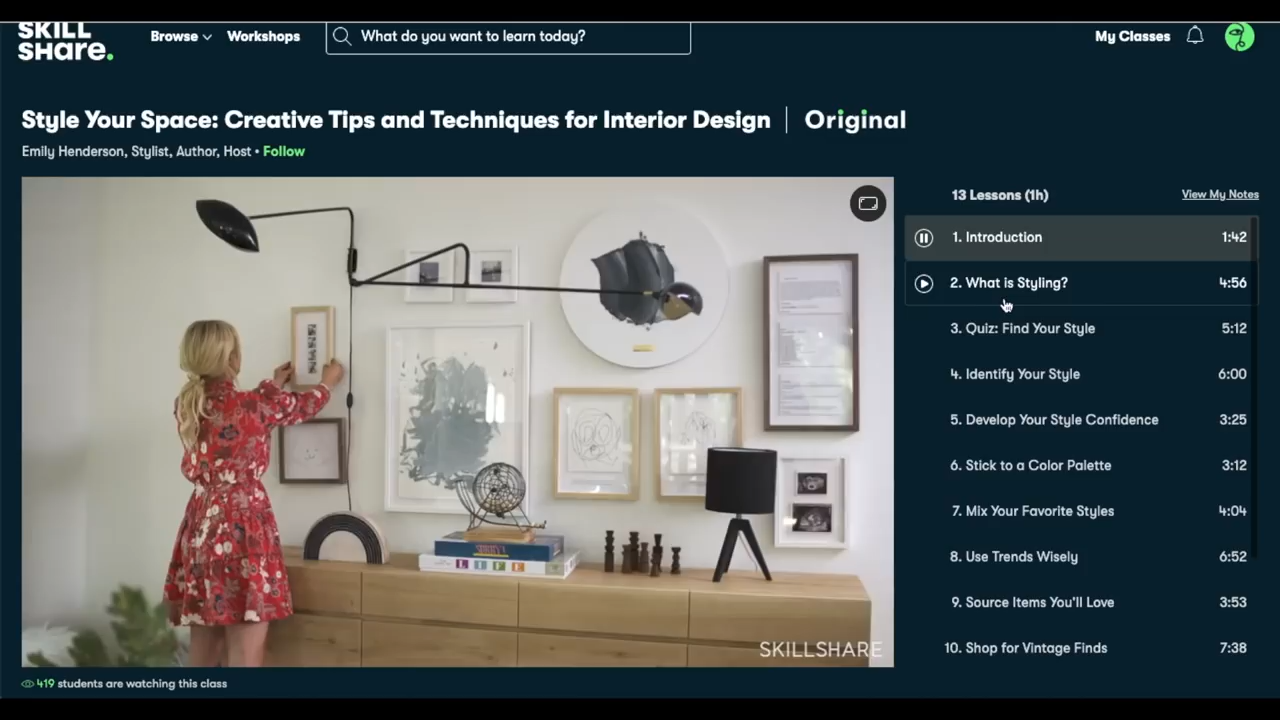 SKILL
SHare.
Browse
Workshops
What do you want to learn today?
My Classes
Style Your Space: Creative Tips and Techniques for Interior Design | Original
Emily Henderson, Stylist, Author, Host • Follow
13 Lessons (1h)
View My Notes
1. Introduction 1:42
2. What is Styling? 4:56
3. Quiz: Find Your Style 5:12
4. Identify Your Style 6:00
5. Develop Your Style Confidence 3:25
6. Stick to a Color Palette 3:12
7. Mix Your Favorite Styles 4:04
8. Use Trends Wisely 6:52
9. Source Items You'll Love 3:53
10. Shop for Vintage Finds 7:38
LIFE
SKILLSHARE
419 students are watching this class